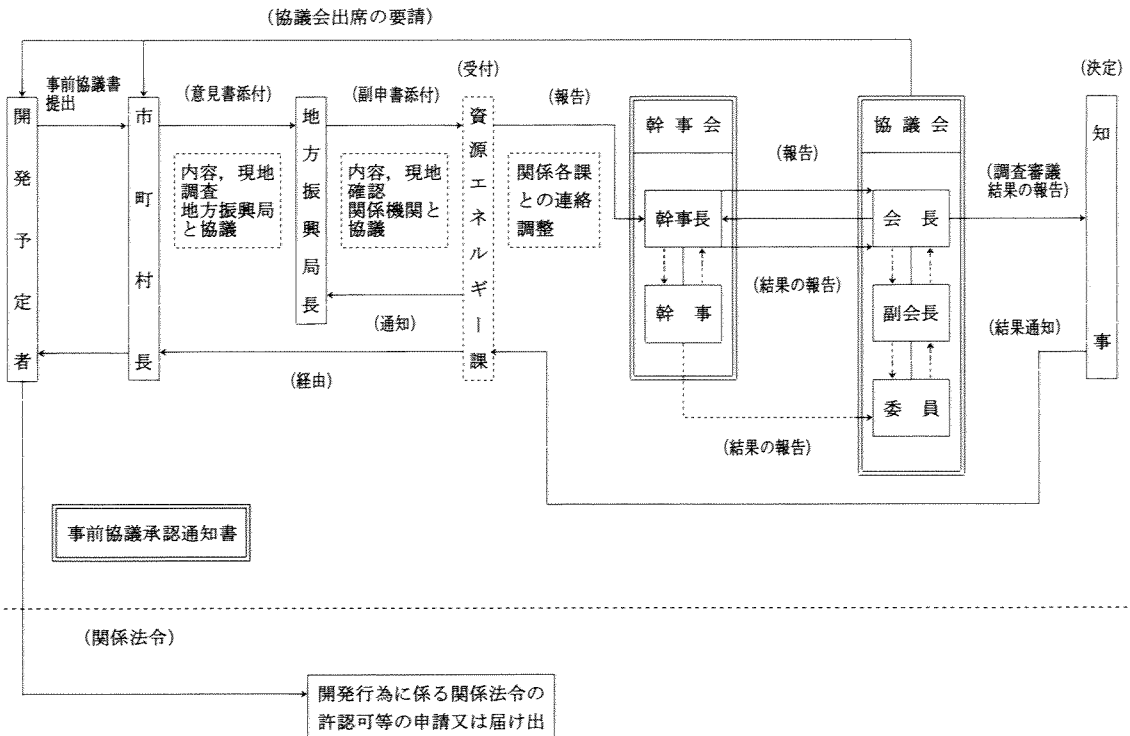 (協議会出席の要請)
事前協議書
提出
(意見書添付)
(副申書添付)
(受付)
(報告)
(決定)
開発予定者
市町村長
地方振興局長
資源エネルギー課
内容，現地
調査
地方振興局
と協議
内容，現地
確認
関係機関と
協議
関係各課
との連絡
調整
幹事会
幹事長
幹事
(報告)
(結果の報告)
(結果の報告)
協議会
会長
副会長
委員
(調査審議
結果の報告)
知事
(結果通知)
(通知)
(経由)
事前協議承認通知書
(関係法令)
開発行為に係る関係法令の
許認可等の申請又は届け出